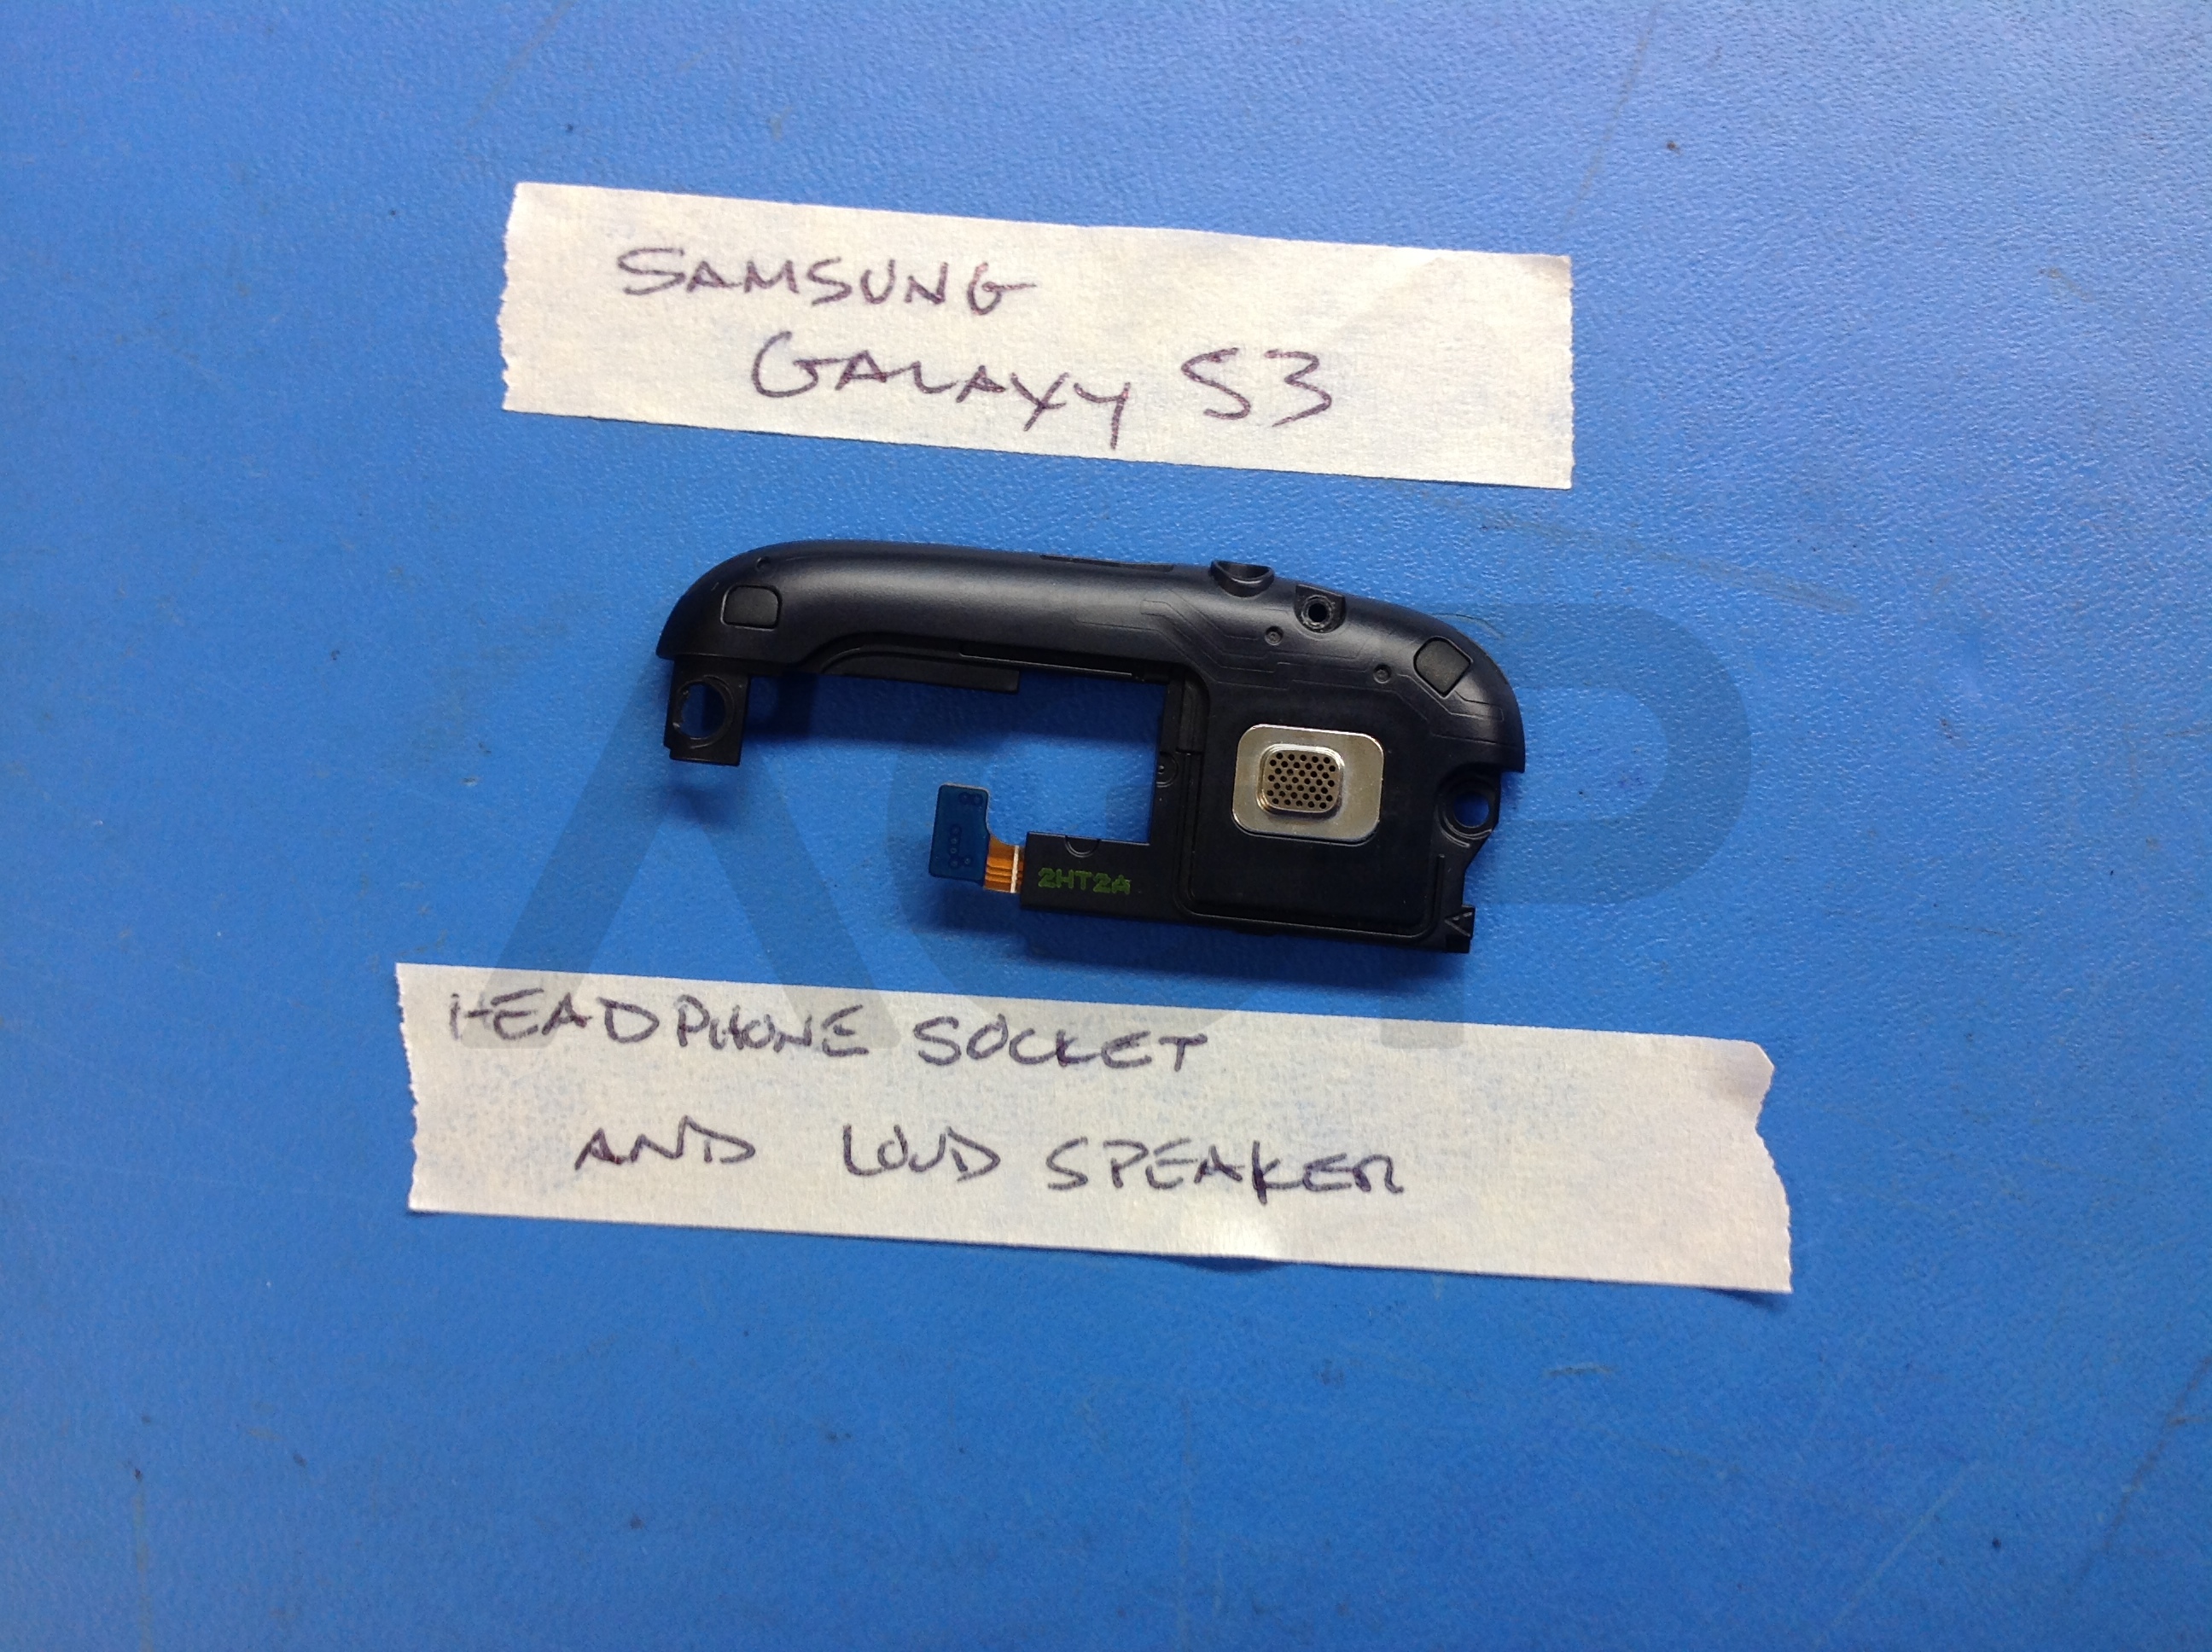 SAMSUNG
GALAXY S3
2HT2A
HEADPHONE SOCKET
AND LOUD SPEAKER